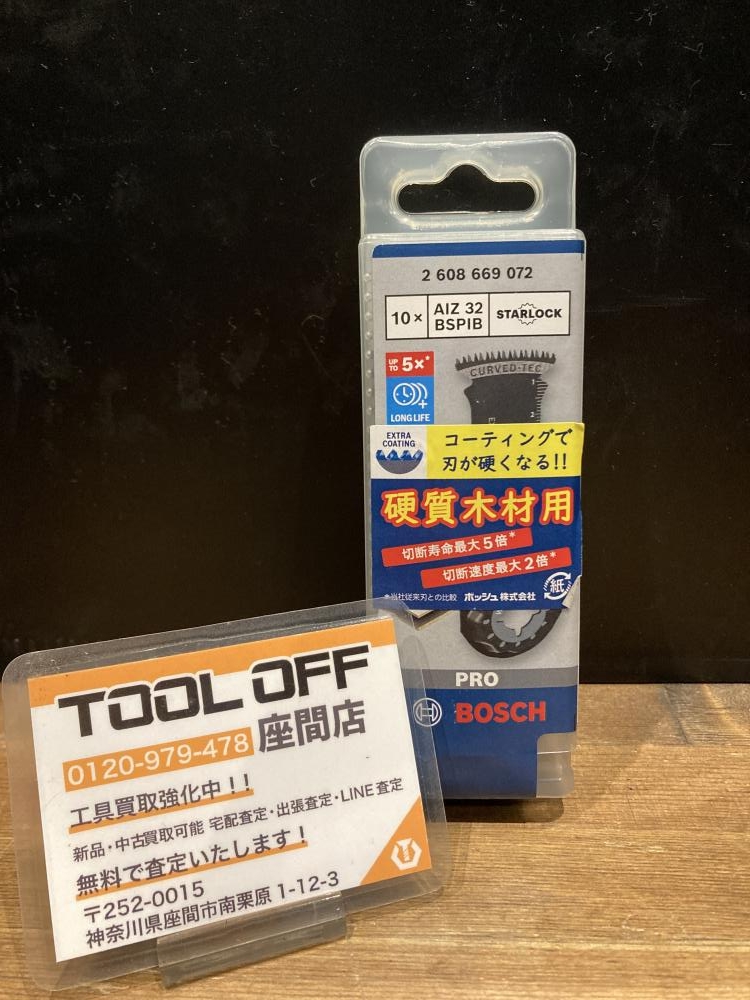 2 608 669 072
10× AIZ 32 BSPIB STARLOCK
UP TO 5×*
CURVED-TEC
LONG LIFE
EXTRA COATING
コーティングで
刃が硬くなる!!
硬質木材用
切断寿命最大5倍*
切断速度最大2倍*
*当社従来刃との比較 ボッシュ株式会社
紙
PRO
BOSCH
TOOL OFF
0120-979-478 座間店
工具買取強化中！！
新品・中古買取可能 宅配査定・出張査定・LINE査定
無料で査定いたします！
〒252-0015
神奈川県座間市南栗原 1-12-3